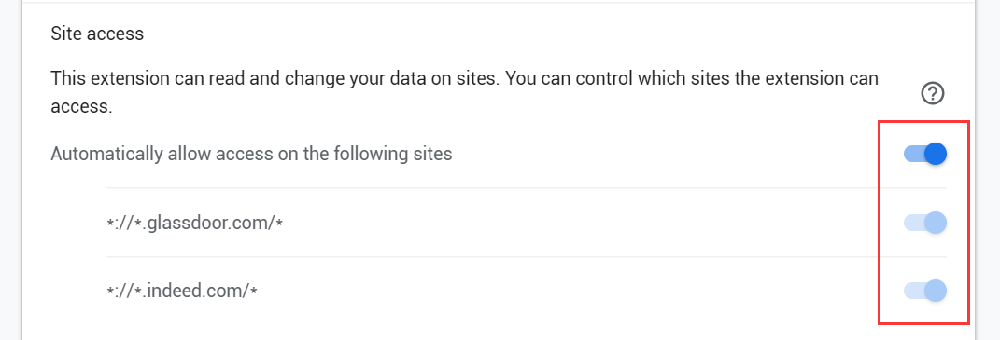 Site access
This extension can read and change your data on sites. You can control which sites the extension can
access.
Automatically allow access on the following sites
*://*.glassdoor.com/*
*://*.indeed.com/*